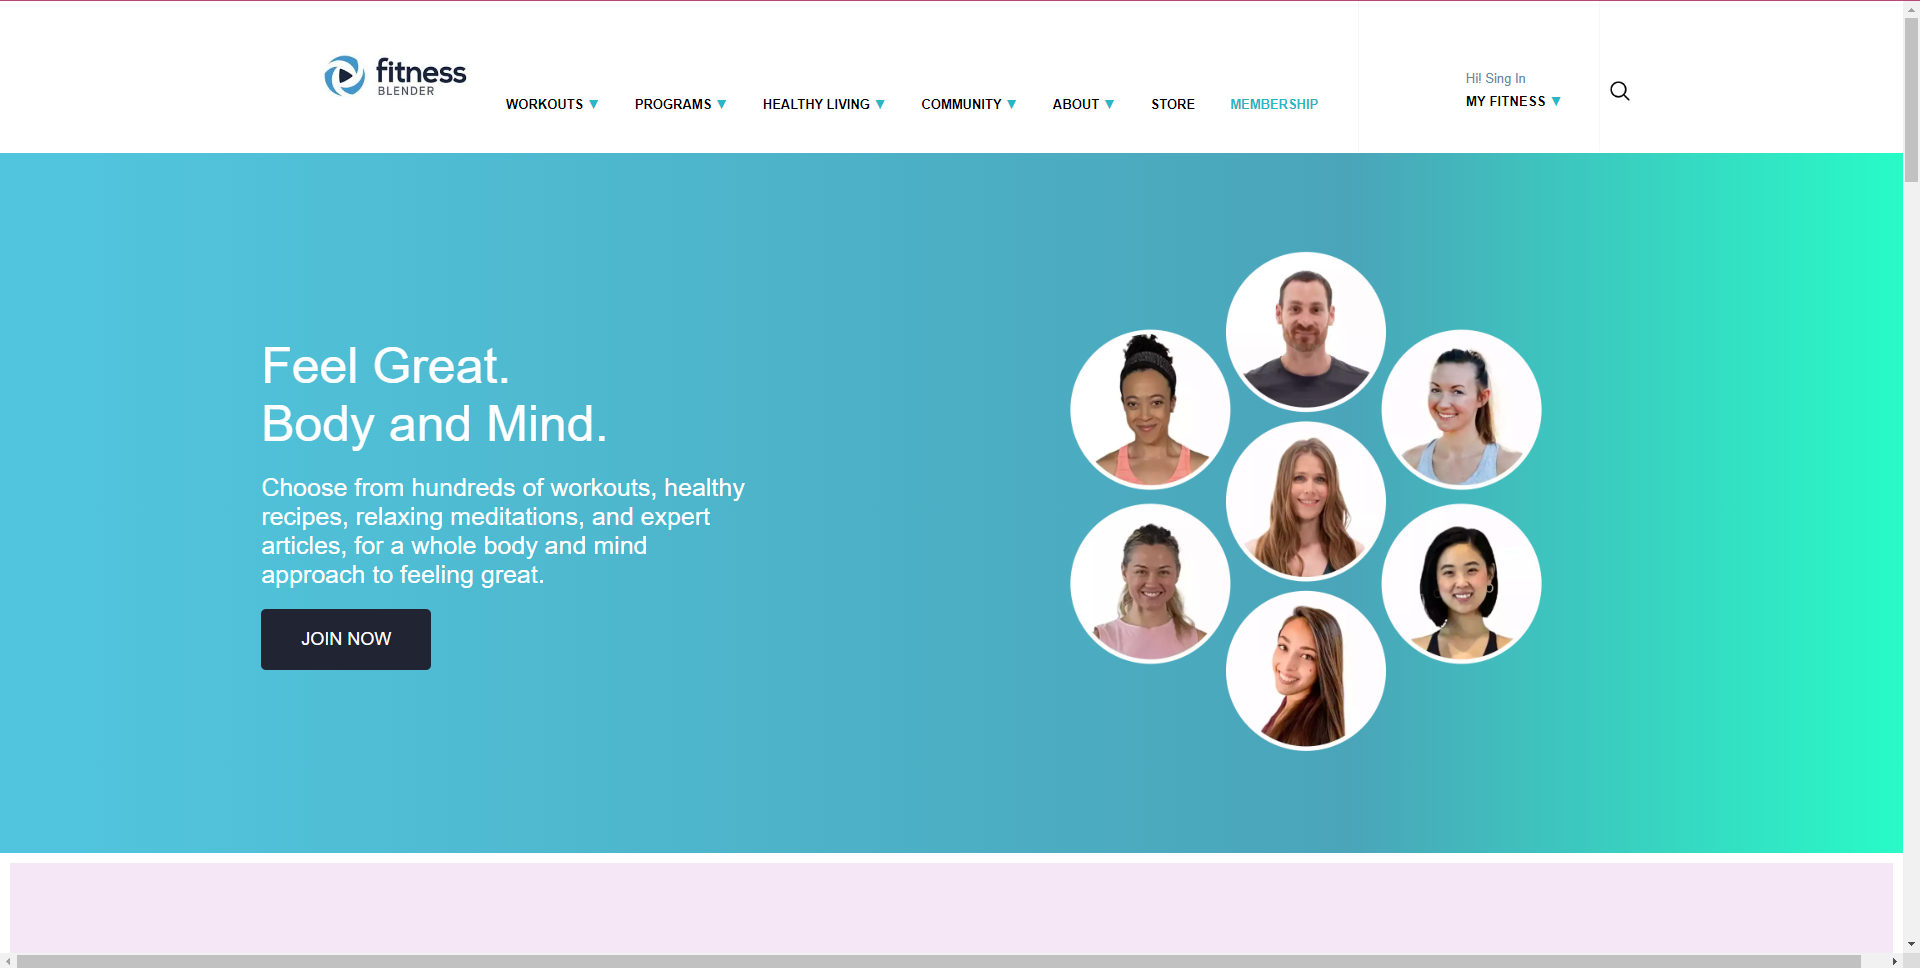 fitness
BLENDER
WORKOUTS ▼ PROGRAMS ▼ HEALTHY LIVING ▼ COMMUNITY ▼ ABOUT ▼ STORE MEMBERSHIP
Hi! Sing In
MY FITNESS ▼
Feel Great.
Body and Mind.
Choose from hundreds of workouts, healthy
recipes, relaxing meditations, and expert
articles, for a whole body and mind
approach to feeling great.
JOIN NOW